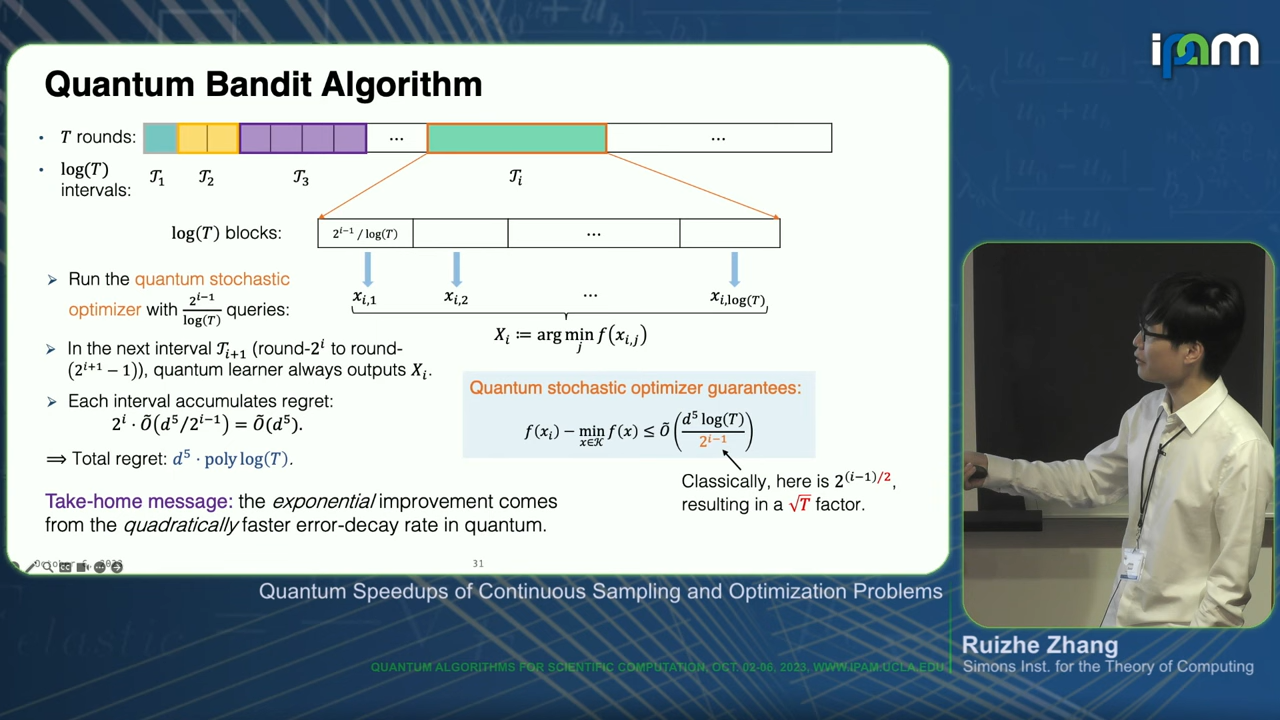 ipam
Quantum Bandit Algorithm
• T rounds: ... ...
• log(T) intervals: 𝒯₁ 𝒯₂ 𝒯₃ 𝒯ᵢ
log(T) blocks: 2^{i−1} / log(T) ...
➢ Run the quantum stochastic
optimizer with 2^{i−1}/log(T) queries:
x_{i,1} x_{i,2} ... x_{i,log(T)}
X_i ≔ arg min_j f(x_{i,j})
➢ In the next interval 𝒯_{i+1} (round-2^i to round-
(2^{i+1} − 1)), quantum learner always outputs X_i.
➢ Each interval accumulates regret:
2^i · Õ(d^5/2^{i−1}) = Õ(d^5).
⟹ Total regret: d^5 · poly log(T).
Quantum stochastic optimizer guarantees:
f(x_i) − min_{x∈𝒦} f(x) ≤ Õ(d^5 log(T) / 2^{i−1})
Classically, here is 2^{(i−1)/2},
resulting in a √T factor.
Take-home message: the exponential improvement comes
from the quadratically faster error-decay rate in quantum.
31
Quantum Speedups of Continuous Sampling and Optimization Problems
Ruizhe Zhang
Simons Inst. for the Theory of Computing
QUANTUM ALGORITHMS FOR SCIENTIFIC COMPUTATION, OCT. 02-06, 2023, WWW.IPAM.UCLA.EDU